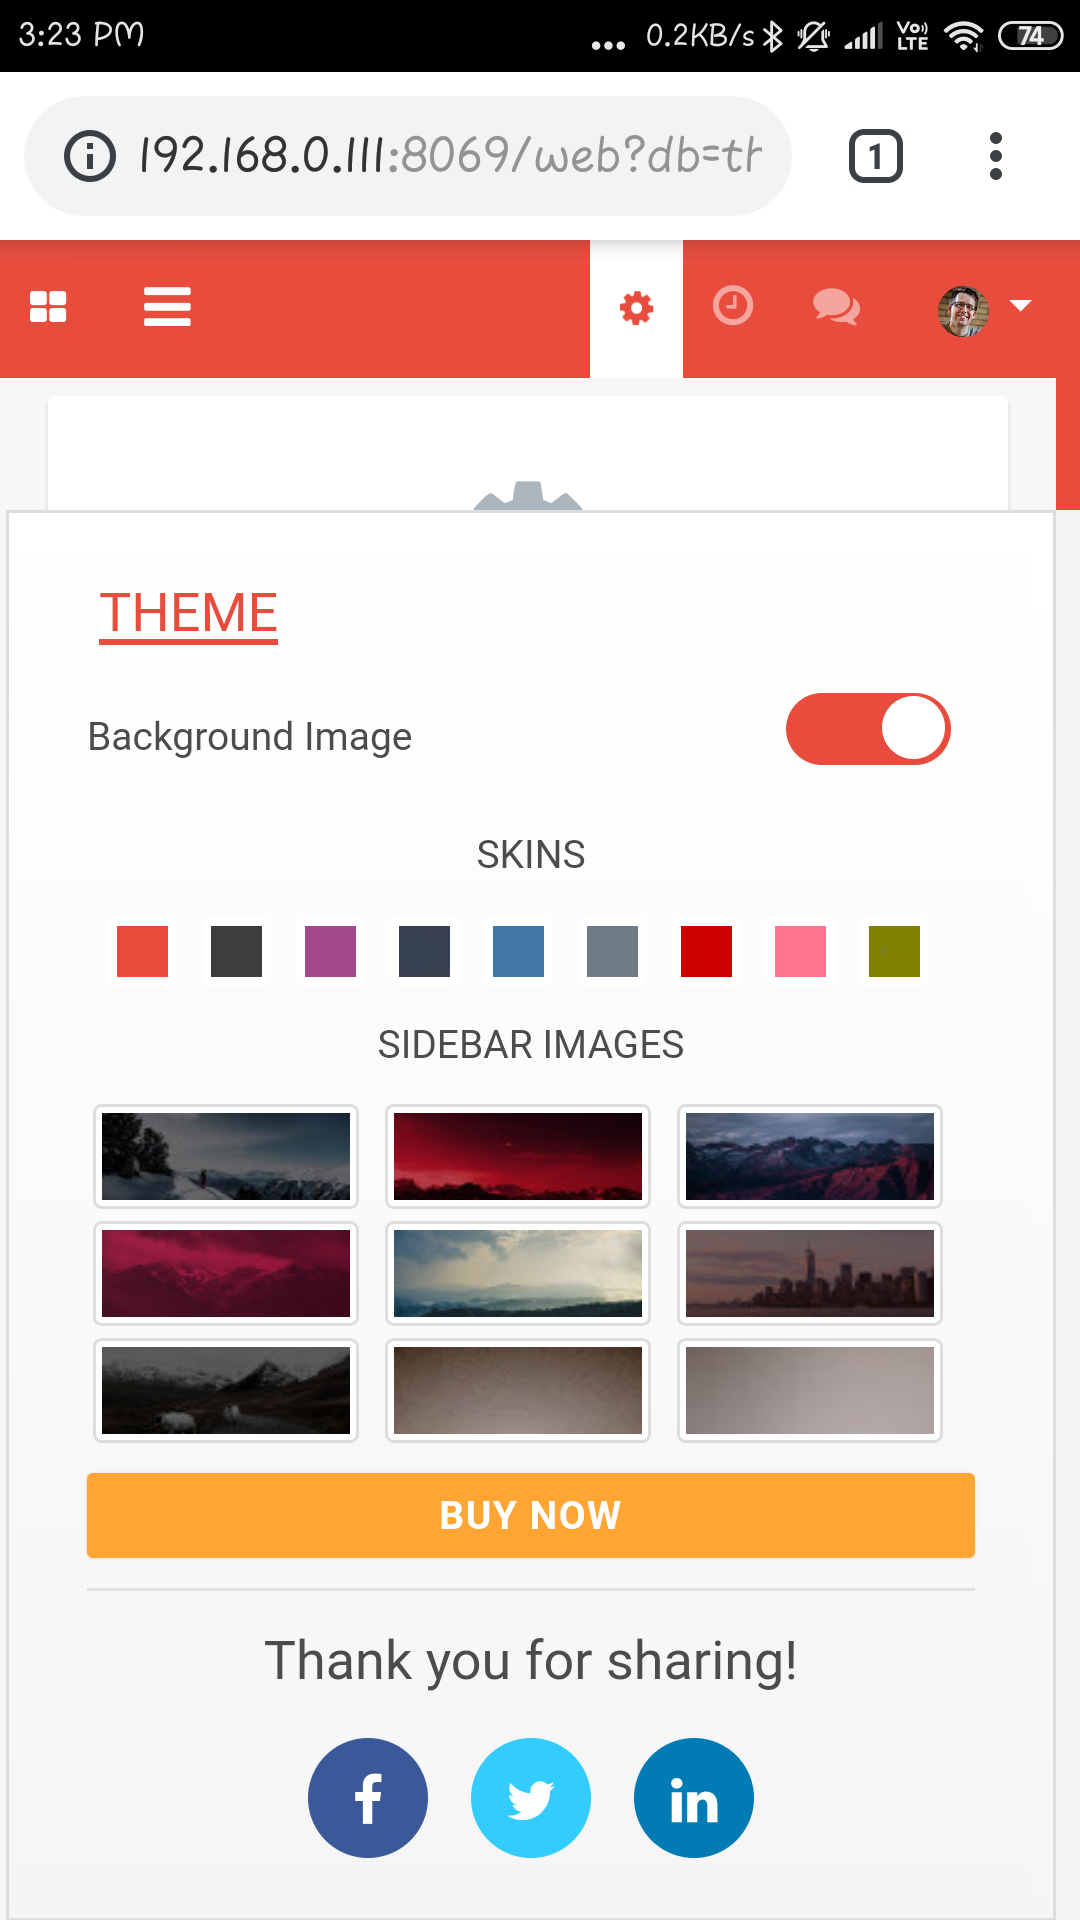 3:23 PM ... 0.2KB/s Vo LTE 74
192.168.0.111:8069/web?db=th
1
THEME
Background Image
SKINS
SIDEBAR IMAGES
BUY NOW
Thank you for sharing!
f in